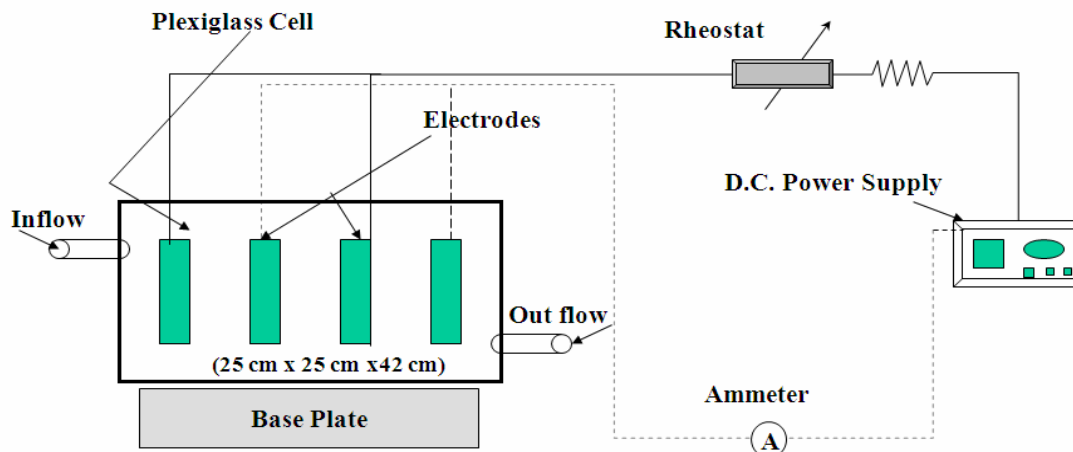 Plexiglass Cell
Rheostat
Electrodes
D.C. Power Supply
Inflow
Out flow
(25 cm x 25 cm x42 cm)
Ammeter
Base Plate
A